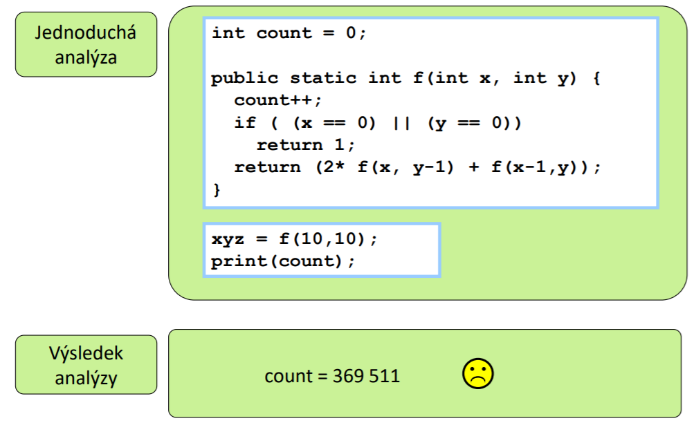 Jednoduchá
analýza
int count = 0;
public static int f(int x, int y) {
count++;
if ( (x == 0) || (y == 0))
return 1;
return (2* f(x, y-1) + f(x-1,y));
}
xyz = f(10,10);
print(count);
Výsledek
analýzy
count = 369 511